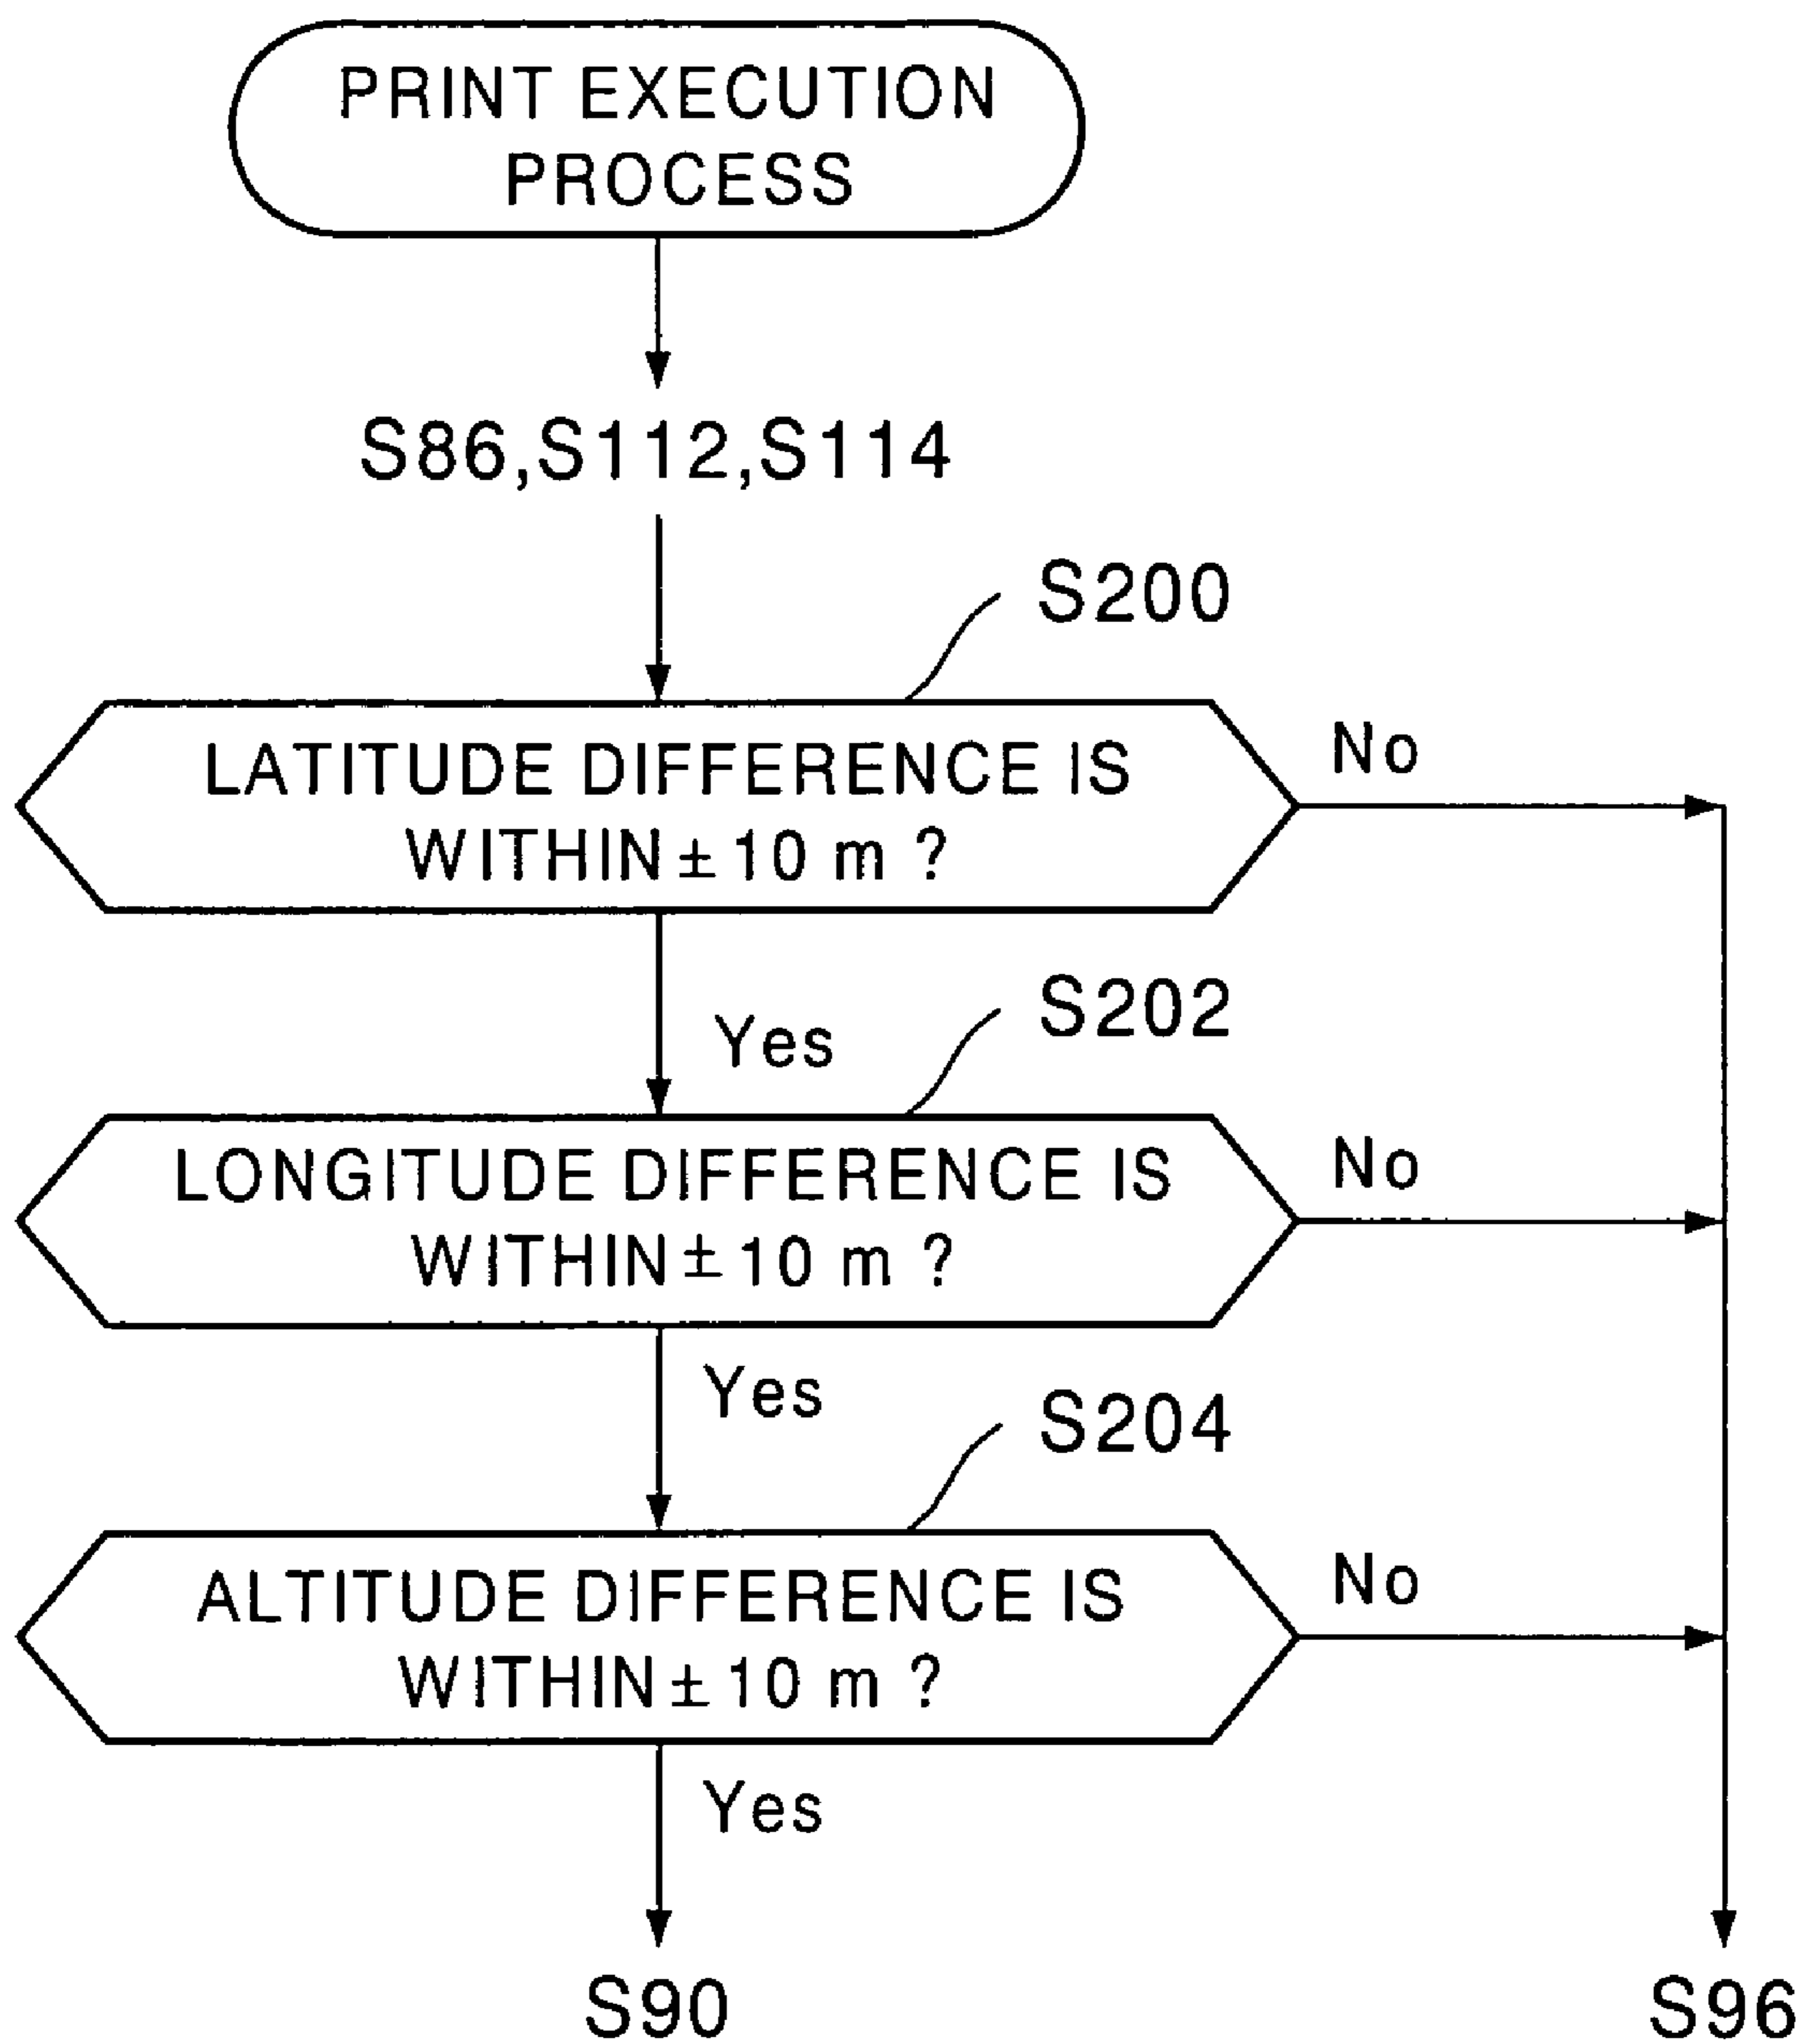 PRINT EXECUTION
PROCESS
S86,S112,S114
S200
LATITUDE DIFFERENCE IS
WITHIN ± 10 m ?
No
Yes
S202
LONGITUDE DIFFERENCE IS
WITHIN ± 10 m ?
No
Yes
S204
ALTITUDE DIFFERENCE IS
WITHIN ± 10 m ?
No
Yes
S90
S96